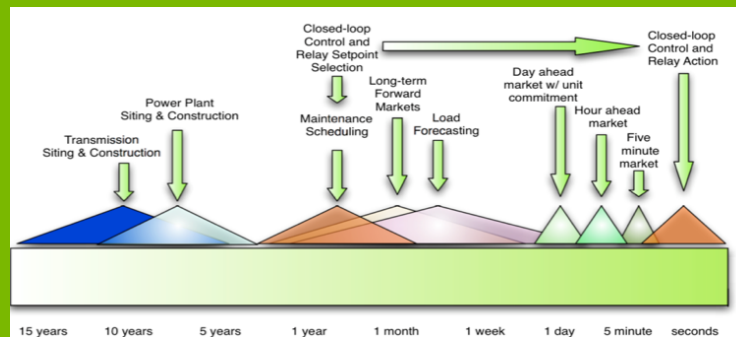 Closed-loop
Control and
Relay Setpoint
Selection
Closed-loop
Control and
Relay Action
Long-term
Forward
Markets
Day ahead
market w/ unit
commitment
Power Plant
Siting & Construction
Hour ahead
market
Maintenance
Scheduling
Load
Forecasting
Transmission
Siting & Construction
Five
minute
market
15 years
10 years
5 years
1 year
1 month
1 week
1 day
5 minute
seconds